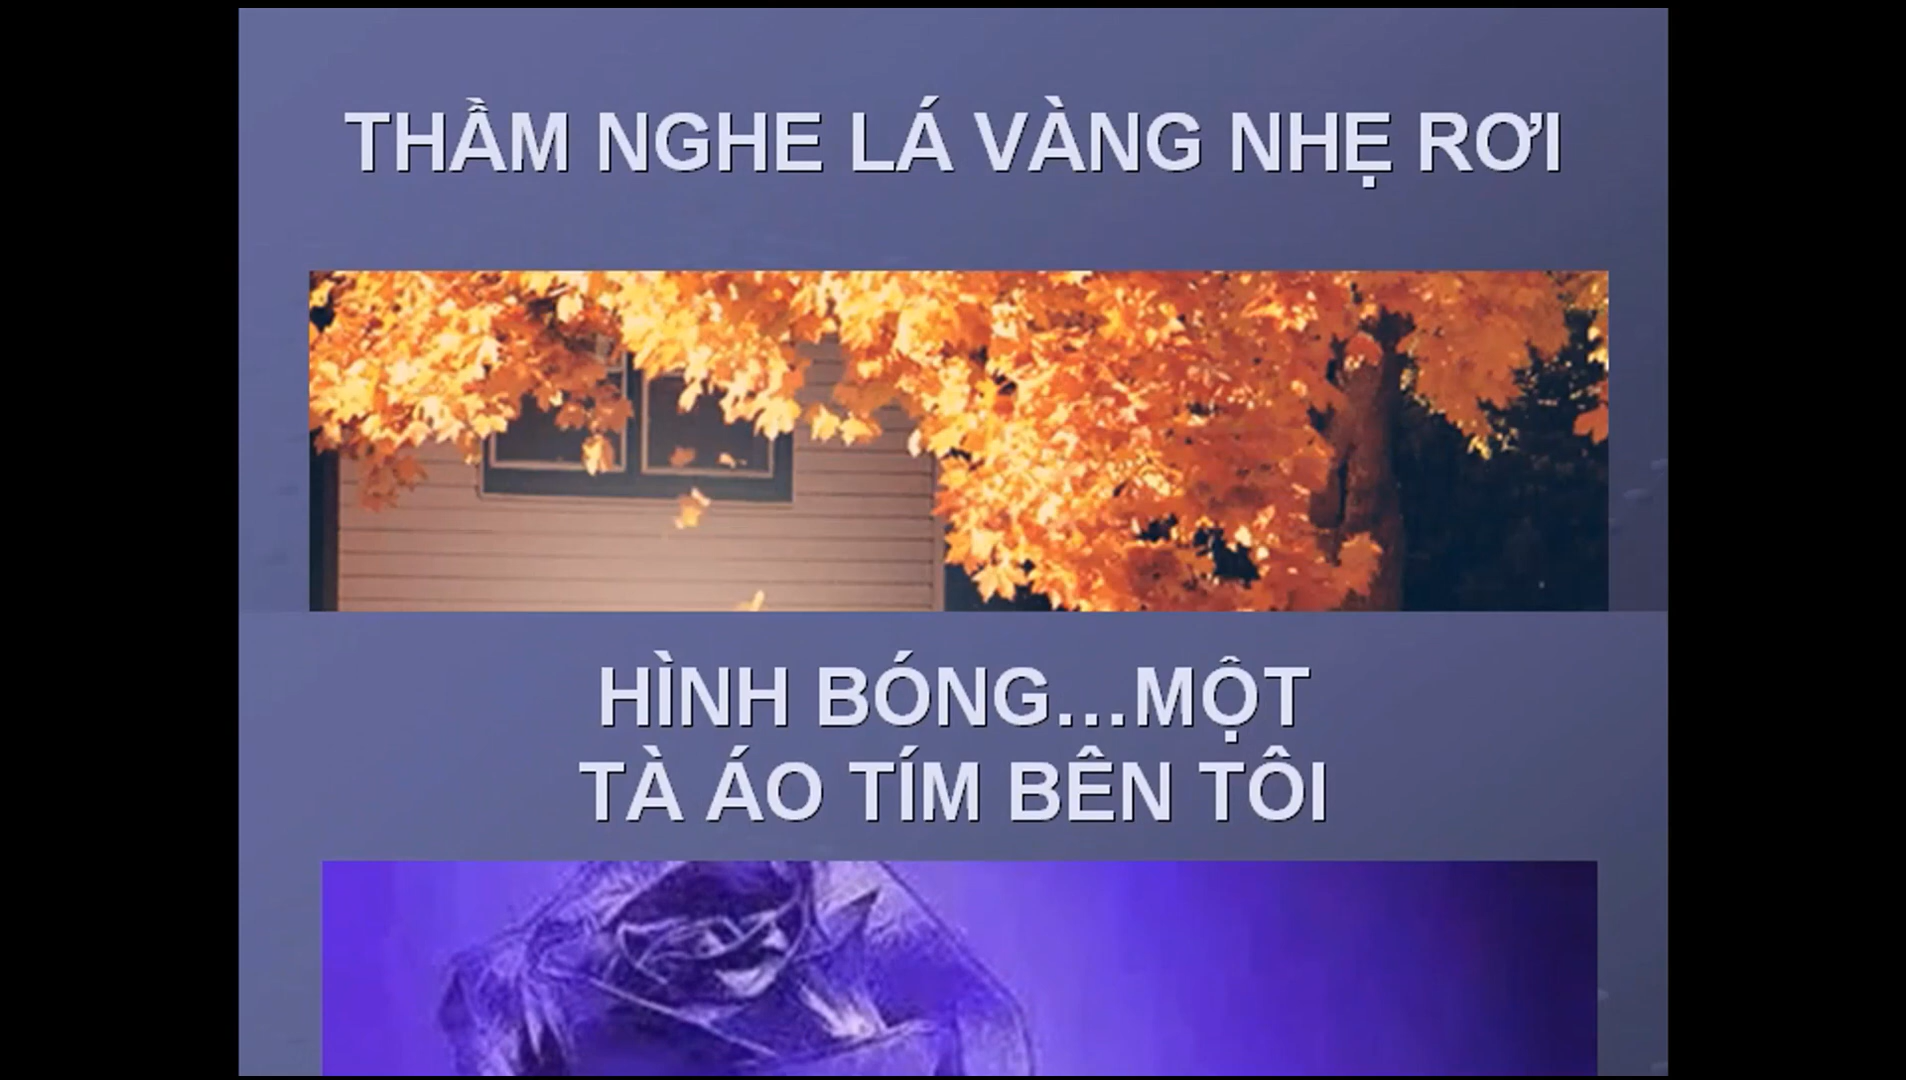 THẦM NGHE LÁ VÀNG NHẸ RƠI
HÌNH BÓNG...MỘT
TÀ ÁO TÍM BÊN TÔI